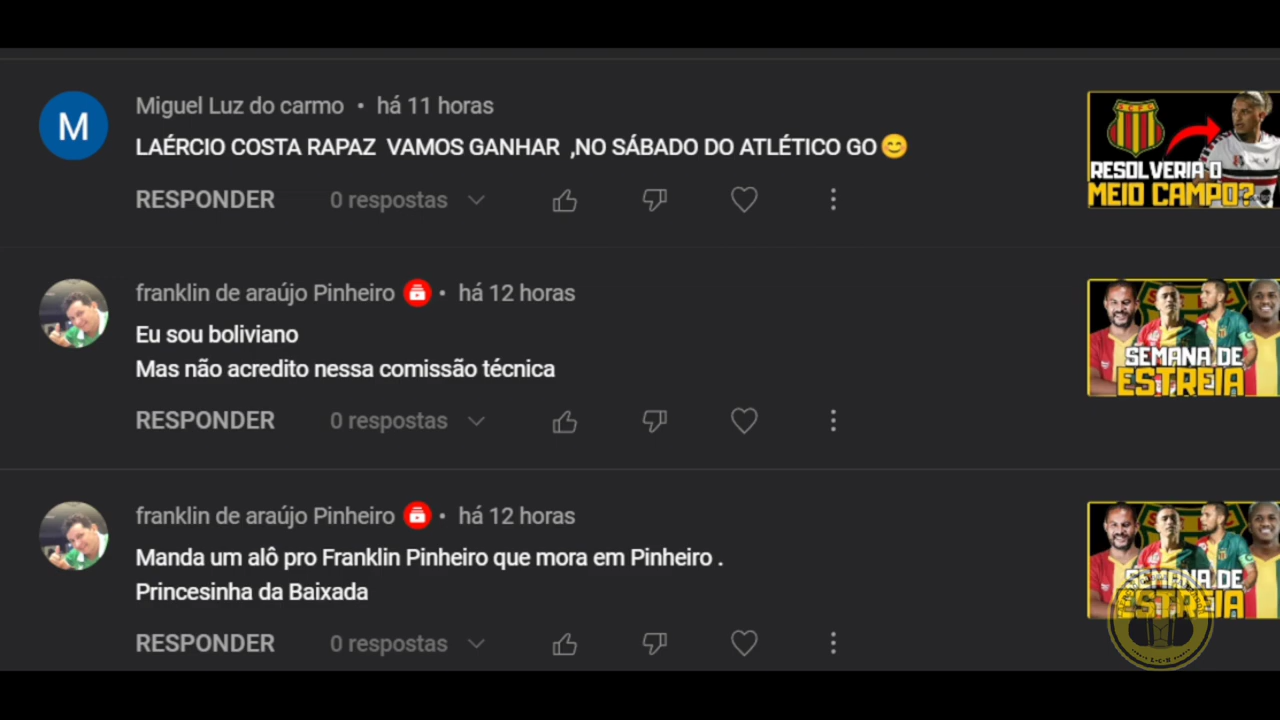 M
Miguel Luz do carmo • há 11 horas
LAÉRCIO COSTA RAPAZ VAMOS GANHAR ,NO SÁBADO DO ATLÉTICO GO😊
RESPONDER 0 respostas
SCFC
RESOLVERIA O
MEIO CAMPO?
franklin de araújo Pinheiro • há 12 horas
Eu sou boliviano
Mas não acredito nessa comissão técnica
RESPONDER 0 respostas
SEMANA DE
ESTREIA
franklin de araújo Pinheiro • há 12 horas
Manda um alô pro Franklin Pinheiro que mora em Pinheiro .
Princesinha da Baixada
RESPONDER 0 respostas
SEMANA DE
ESTREIA